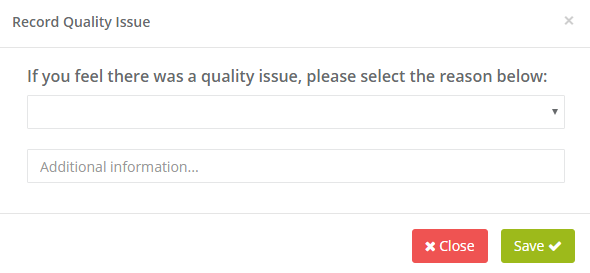 Record Quality Issue
If you feel there was a quality issue, please select the reason below:
Additional information...
Close Save